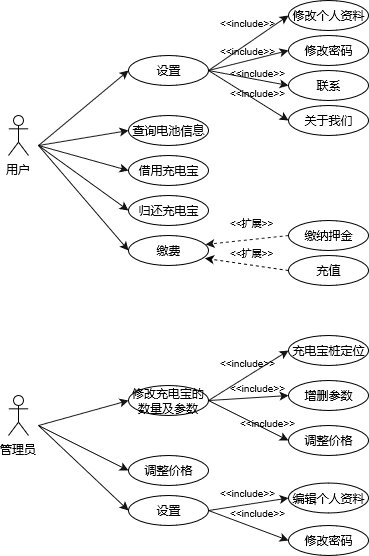 <<include>>
修改个人资料
<<include>>
修改密码
设置
<<include>>
联系
<<include>>
关于我们
查询电池信息
用户
借用充电宝
归还充电宝
<<扩展>>
缴纳押金
缴费
<<扩展>>
充值
充电宝桩定位
<<include>>
修改充电宝的
数量及参数
<<include>>
增删参数
<<include>>
调整价格
管理员
调整价格
<<include>>
编辑个人资料
设置
<<include>>
修改密码